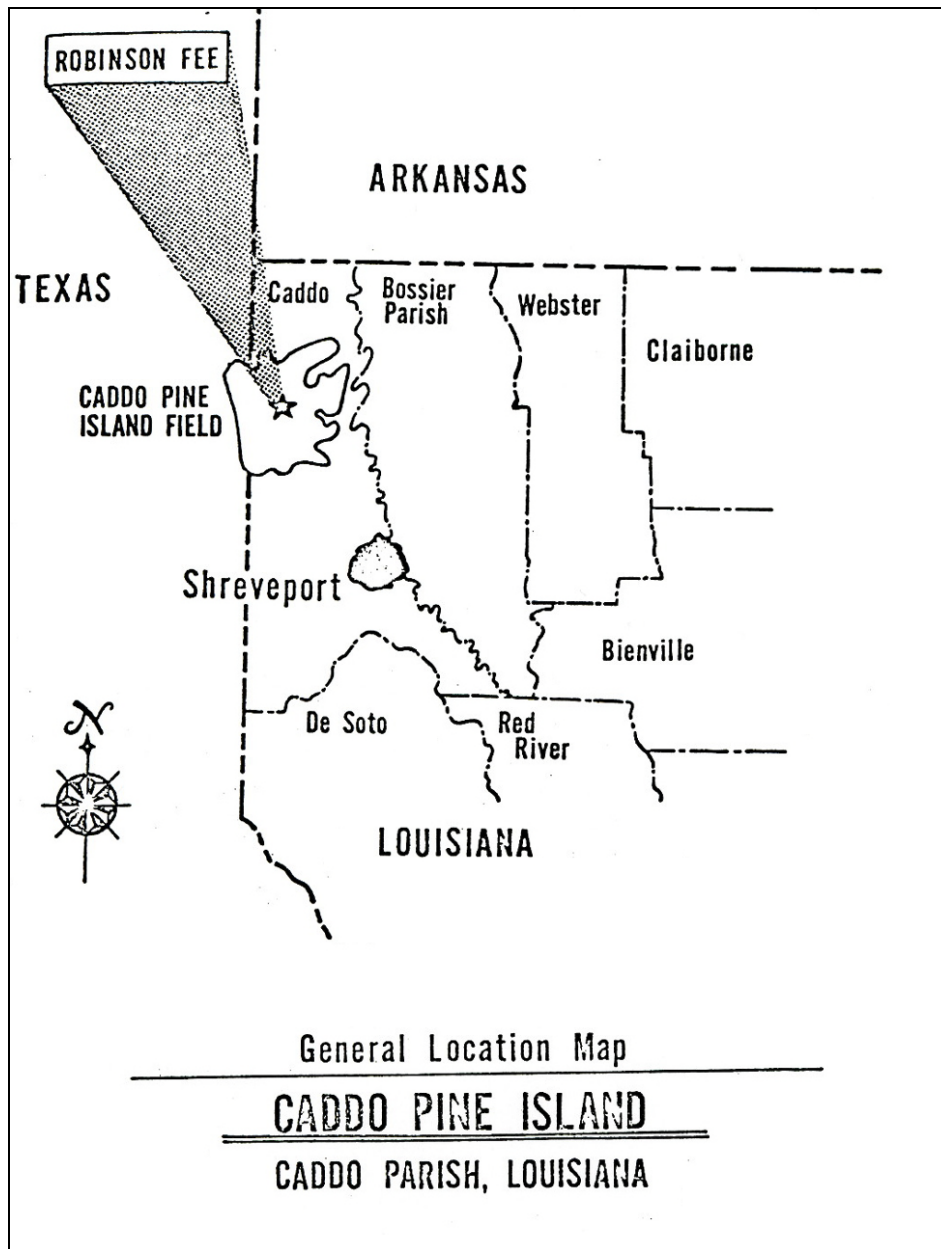 ROBINSON FEE
ARKANSAS
TEXAS
Caddo
Bossier
Parish
Webster
Claiborne
CADDO PINE
ISLAND FIELD
Shreveport
Bienville
De Soto
Red
River
N
LOUISIANA
General Location Map
CADDO PINE ISLAND
CADDO PARISH, LOUISIANA